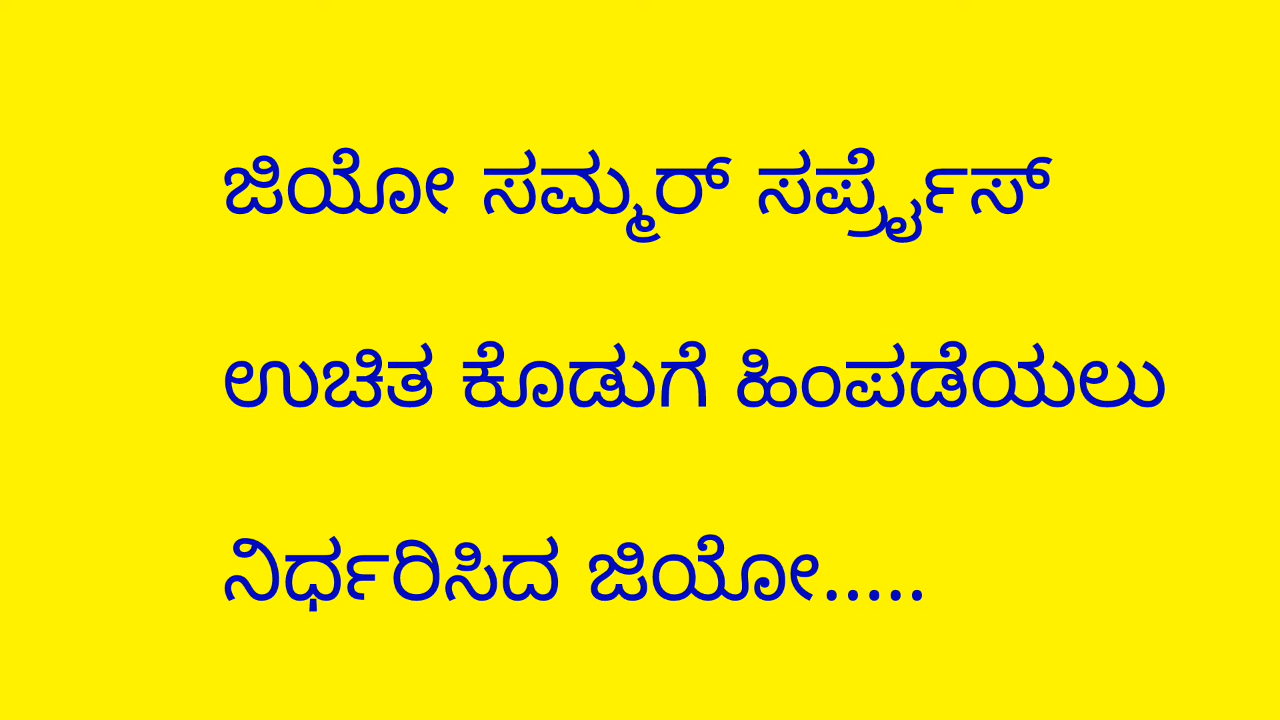 ಜಿಯೋ ಸಮ್ಮರ್ ಸರ್ಪ್ರೈಸ್
ಉಚಿತ ಕೊಡುಗೆ ಹಿಂಪಡೆಯಲು
ನಿರ್ಧರಿಸಿದ ಜಿಯೋ.....